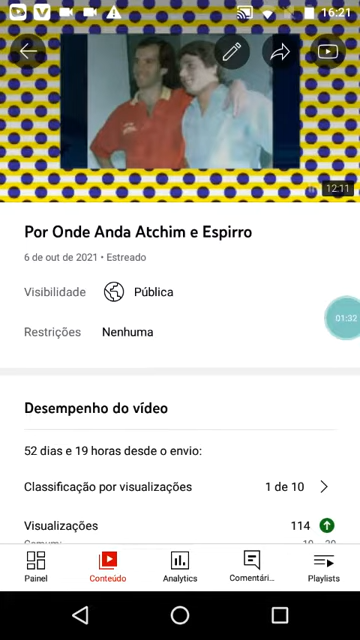 16:21
12:11
Por Onde Anda Atchim e Espirro
6 de out de 2021 • Estreado
Visibilidade Pública
01:32
Restrições Nenhuma
Desempenho do vídeo
52 dias e 19 horas desde o envio:
Classificação por visualizações 1 de 10
Visualizações 114
Painel Conteúdo Analytics Comentári... Playlists